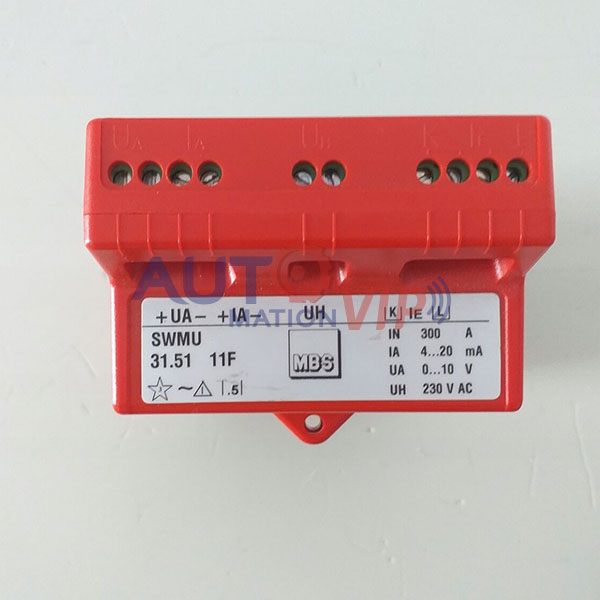 UA IA UH K IE L
AUTOMATION VIP
+UA- +IA- UH K IE L
SWMU
31.51 11F
MBS
~ .5
IN 300 A
IA 4...20 mA
UA 0...10 V
UH 230 V AC